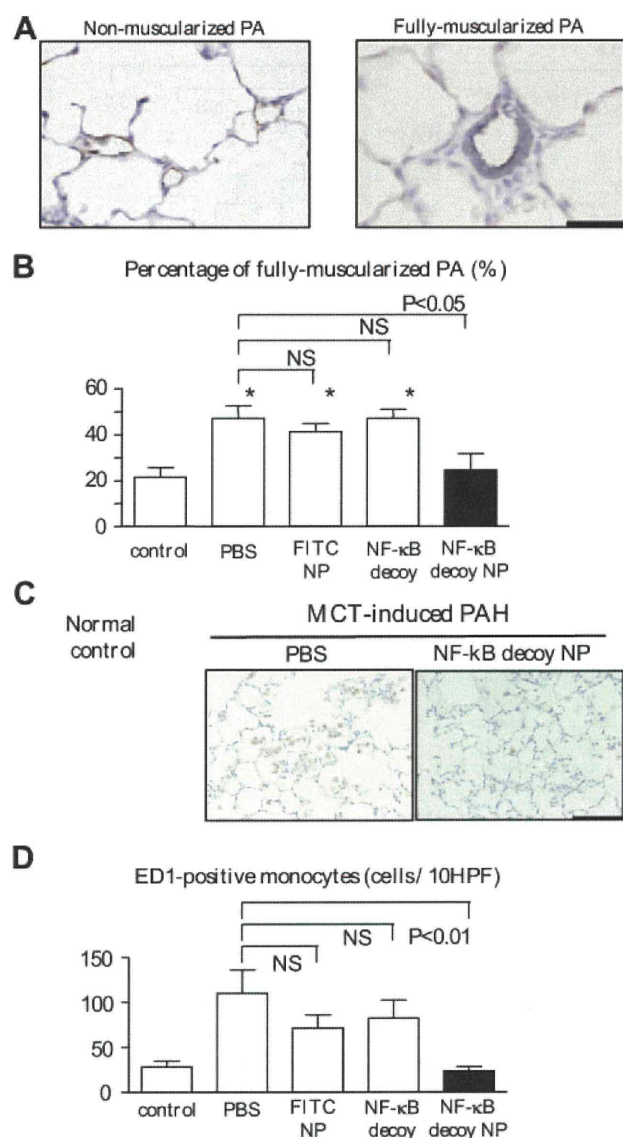 A
Non-muscularized PA
Fully-muscularized PA
B
Percentage of fully-muscularized PA (%)
P<0.05
NS
NS
* * *
60
40
20
0
control
PBS
FITC NP
NF-κB decoy
NF-κB decoy NP
C
Normal control
MCT-induced PAH
PBS
NF-kB decoy NP
D
ED1-positive monocytes (cells/ 10HPF)
NS
P<0.01
NS
150
100
50
0
control
PBS
FITC NP
NF-κB decoy
NF-κB decoy NP